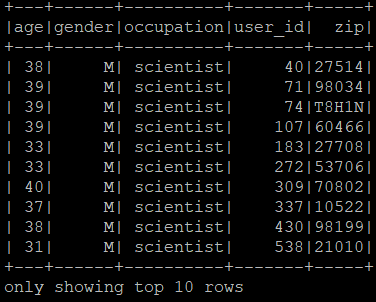 +---+------+----------+-------+-----+
|age|gender|occupation|user_id|  zip|
+---+------+----------+-------+-----+
| 38|     M| scientist|     40|27514|
| 39|     M| scientist|     71|98034|
| 39|     M| scientist|     74|T8H1N|
| 39|     M| scientist|    107|60466|
| 33|     M| scientist|    183|27708|
| 33|     M| scientist|    272|53706|
| 40|     M| scientist|    309|70802|
| 37|     M| scientist|    337|10522|
| 38|     M| scientist|    430|98199|
| 31|     M| scientist|    538|21010|
+---+------+----------+-------+-----+
only showing top 10 rows